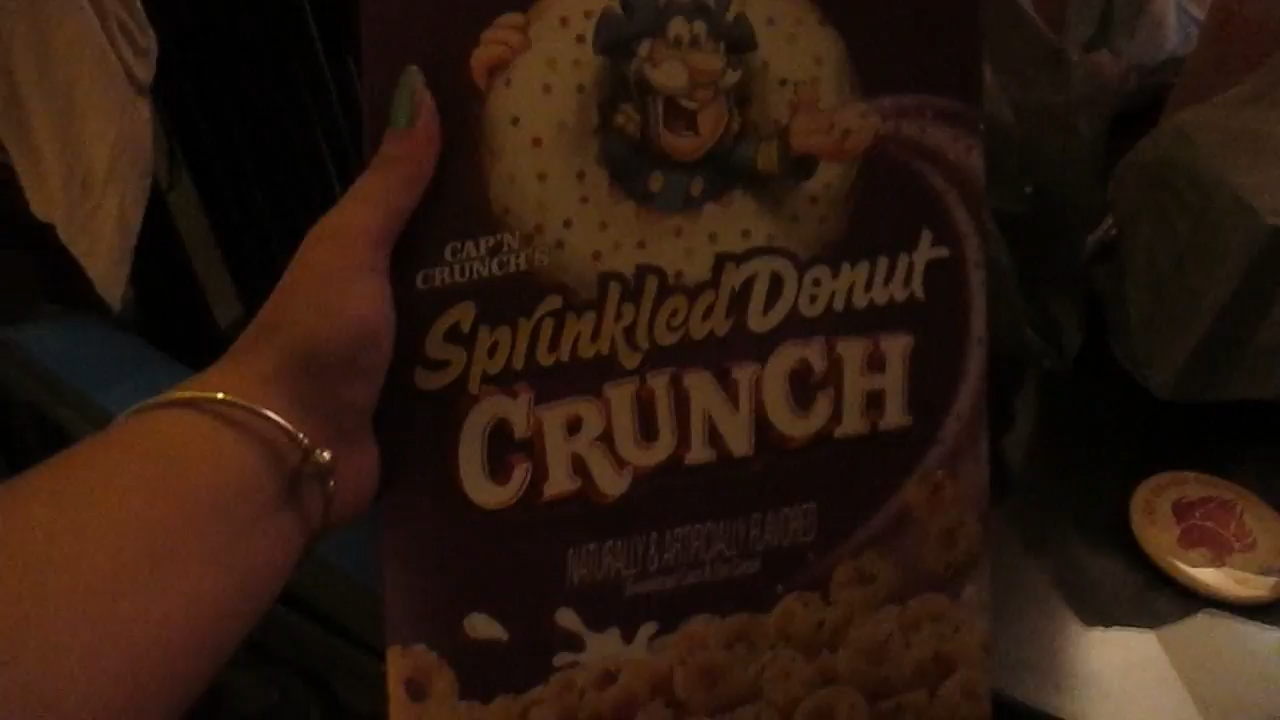 CAP'N
CRUNCH'S
Sprinkled Donut
CRUNCH
NATURALLY & ARTIFICIALLY FLAVORED